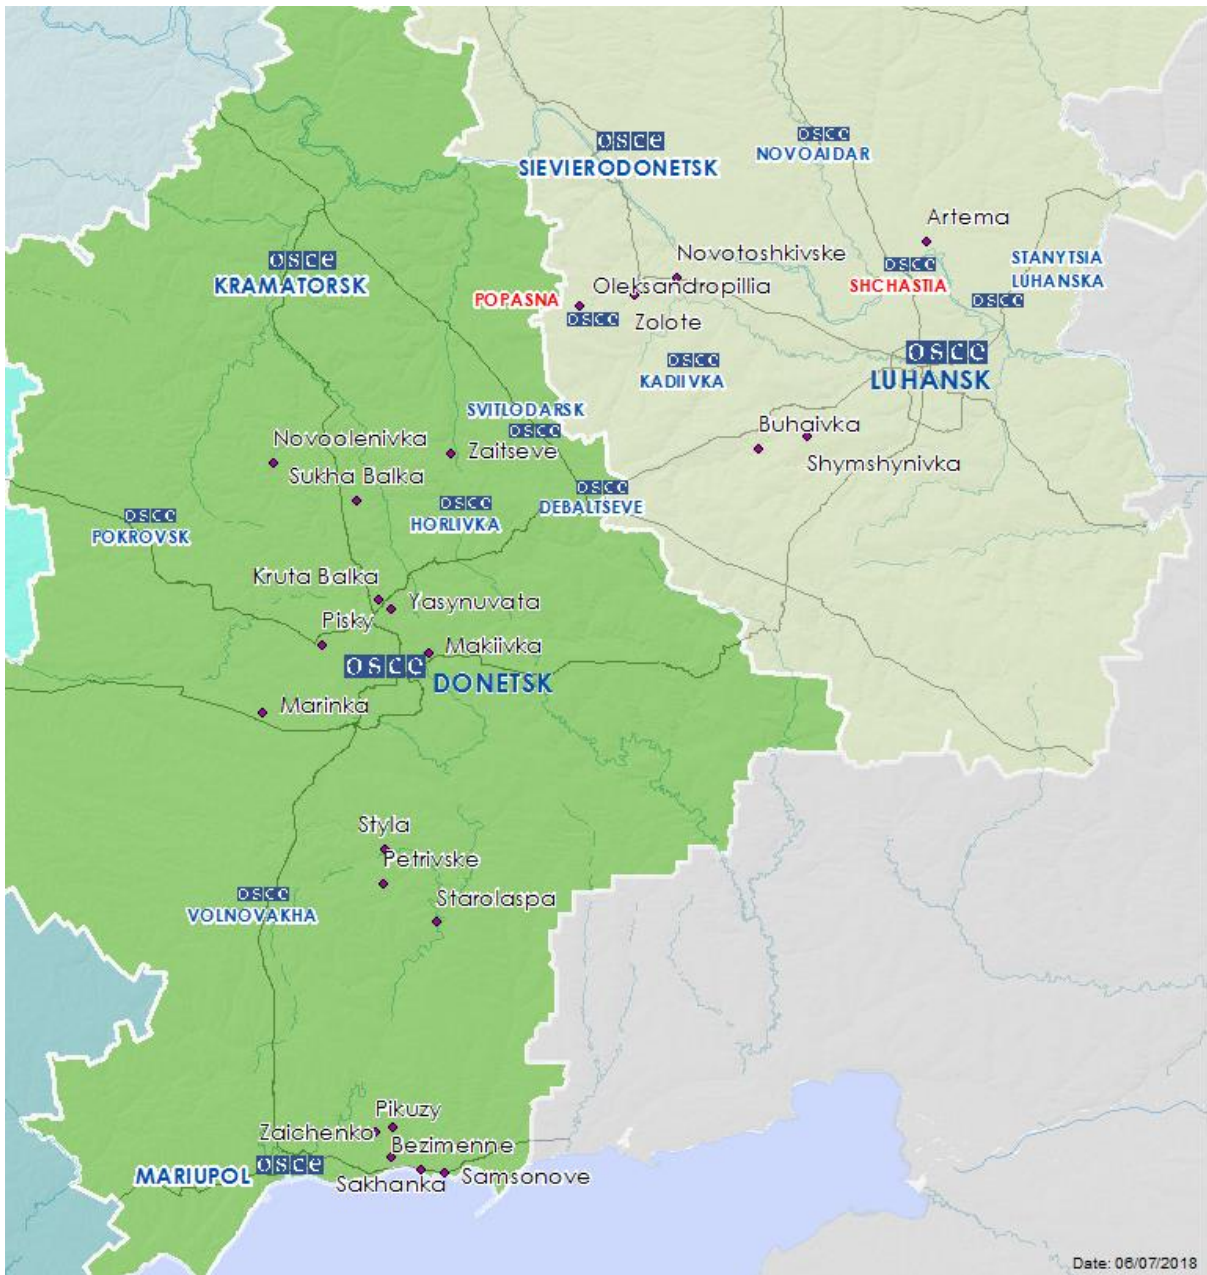 osce
SIEVIERODONETSK
osce
NOVOAIDAR
Artema
osce
KRAMATORSK
Novotoshkivske
osce
SHCHASTIA
STANYTSIA
LUHANSKA
osce
POPASNA
Oleksandropillia
osce
Zolote
osce
KADIIVKA
osce
LUHANSK
SVITLODARSK
osce
Novoolenivka
Zaitseve
Buhaivka
Sukha Balka
Shymshynivka
osce
HORLIVKA
osce
DEBALTSEVE
osce
POKROVSK
Kruta Balka
Yasynuvata
Pisky
Makiivka
osce
DONETSK
Marinka
Styla
Petrivske
osce
VOLNOVAKHA
Starolaspa
Pikuzy
Zaichenko
Bezimenne
MARIUPOL
osce
Sakhanka
Samsonove
Date: 06/07/2018